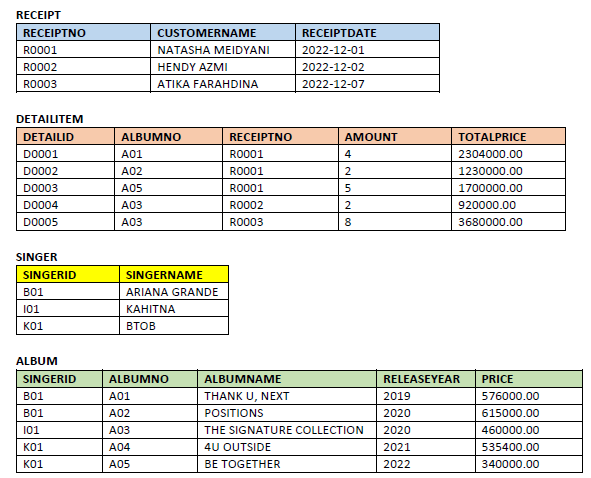 RECEIPT
RECEIPTNO CUSTOMERNAME RECEIPTDATE
R0001 NATASHA MEIDYANI 2022-12-01
R0002 HENDY AZMI 2022-12-02
R0003 ATIKA FARAHDINA 2022-12-07
DETAILITEM
DETAILID ALBUMNO RECEIPTNO AMOUNT TOTALPRICE
D0001 A01 R0001 4 2304000.00
D0002 A02 R0001 2 1230000.00
D0003 A05 R0001 5 1700000.00
D0004 A03 R0002 2 920000.00
D0005 A03 R0003 8 3680000.00
SINGER
SINGERID SINGERNAME
B01 ARIANA GRANDE
I01 KAHITNA
K01 BTOB
ALBUM
SINGERID ALBUMNO ALBUMNAME RELEASEYEAR PRICE
B01 A01 THANK U, NEXT 2019 576000.00
B01 A02 POSITIONS 2020 615000.00
I01 A03 THE SIGNATURE COLLECTION 2020 460000.00
K01 A04 4U OUTSIDE 2021 535400.00
K01 A05 BE TOGETHER 2022 340000.00